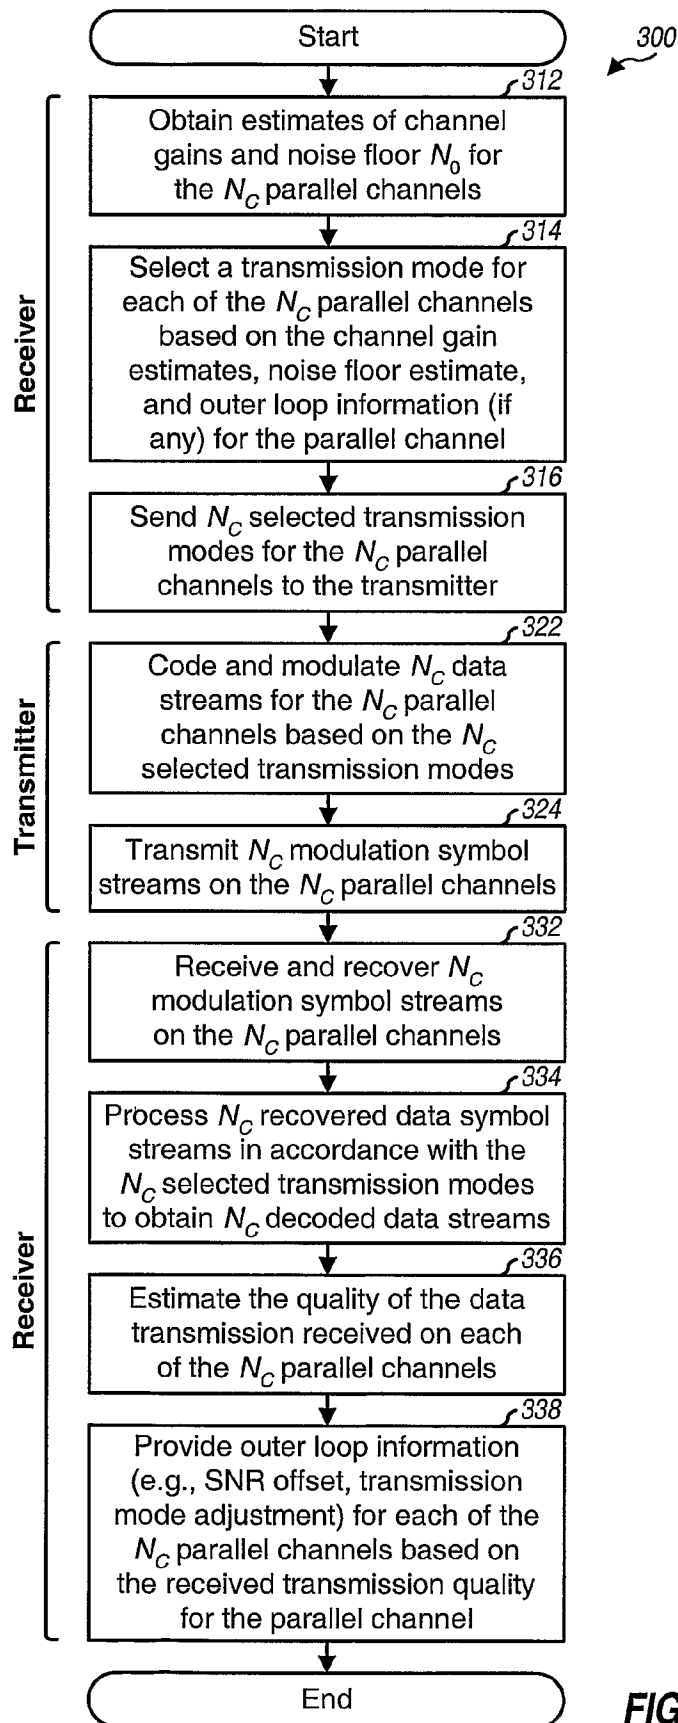 Start
300
312
Obtain estimates of channel
gains and noise floor N0 for
the NC parallel channels
314
Select a transmission mode for
each of the NC parallel channels
based on the channel gain
estimates, noise floor estimate,
and outer loop information (if
any) for the parallel channel
316
Send NC selected transmission
modes for the NC parallel
channels to the transmitter
Receiver
322
Code and modulate NC data
streams for the NC parallel
channels based on the NC
selected transmission modes
324
Transmit NC modulation symbol
streams on the NC parallel channels
Transmitter
332
Receive and recover NC
modulation symbol streams
on the NC parallel channels
334
Process NC recovered data symbol
streams in accordance with the
NC selected transmission modes
to obtain NC decoded data streams
336
Estimate the quality of the data
transmission received on each
of the NC parallel channels
338
Provide outer loop information
(e.g., SNR offset, transmission
mode adjustment) for each of the
NC parallel channels based on
the received transmission quality
for the parallel channel
Receiver
End
FIG